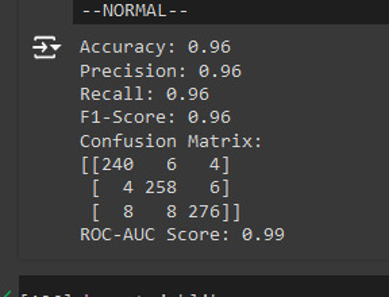 --NORMAL--
Accuracy: 0.96
Precision: 0.96
Recall: 0.96
F1-Score: 0.96
Confusion Matrix:
[[240   6   4]
 [  4 258   6]
 [  8   8 276]]
ROC-AUC Score: 0.99